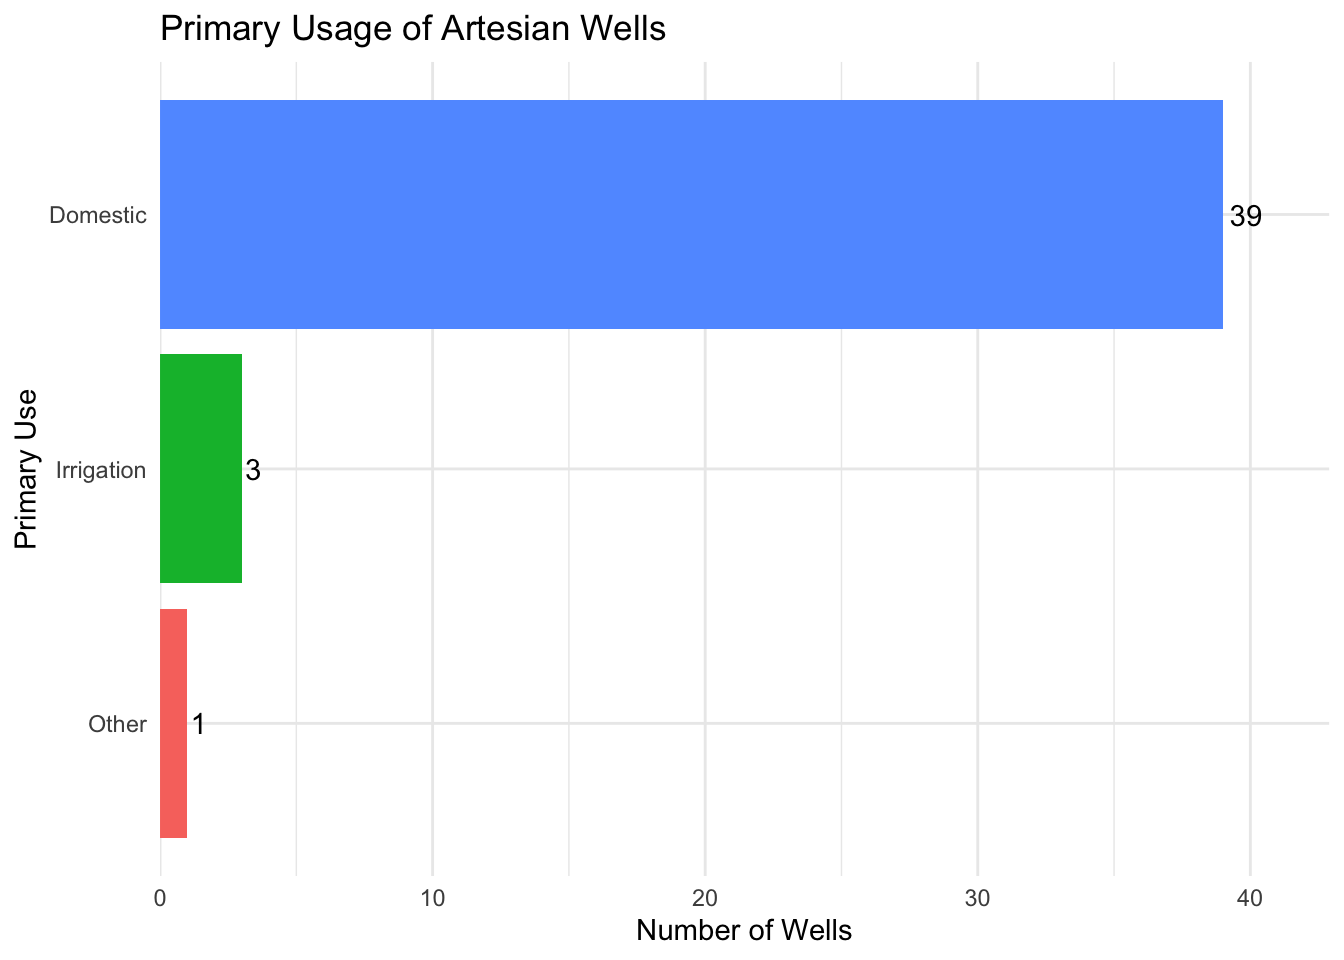 Primary Usage of Artesian Wells
Primary Use
Domestic
39
Irrigation
3
Other
1
0 10 20 30 40
Number of Wells